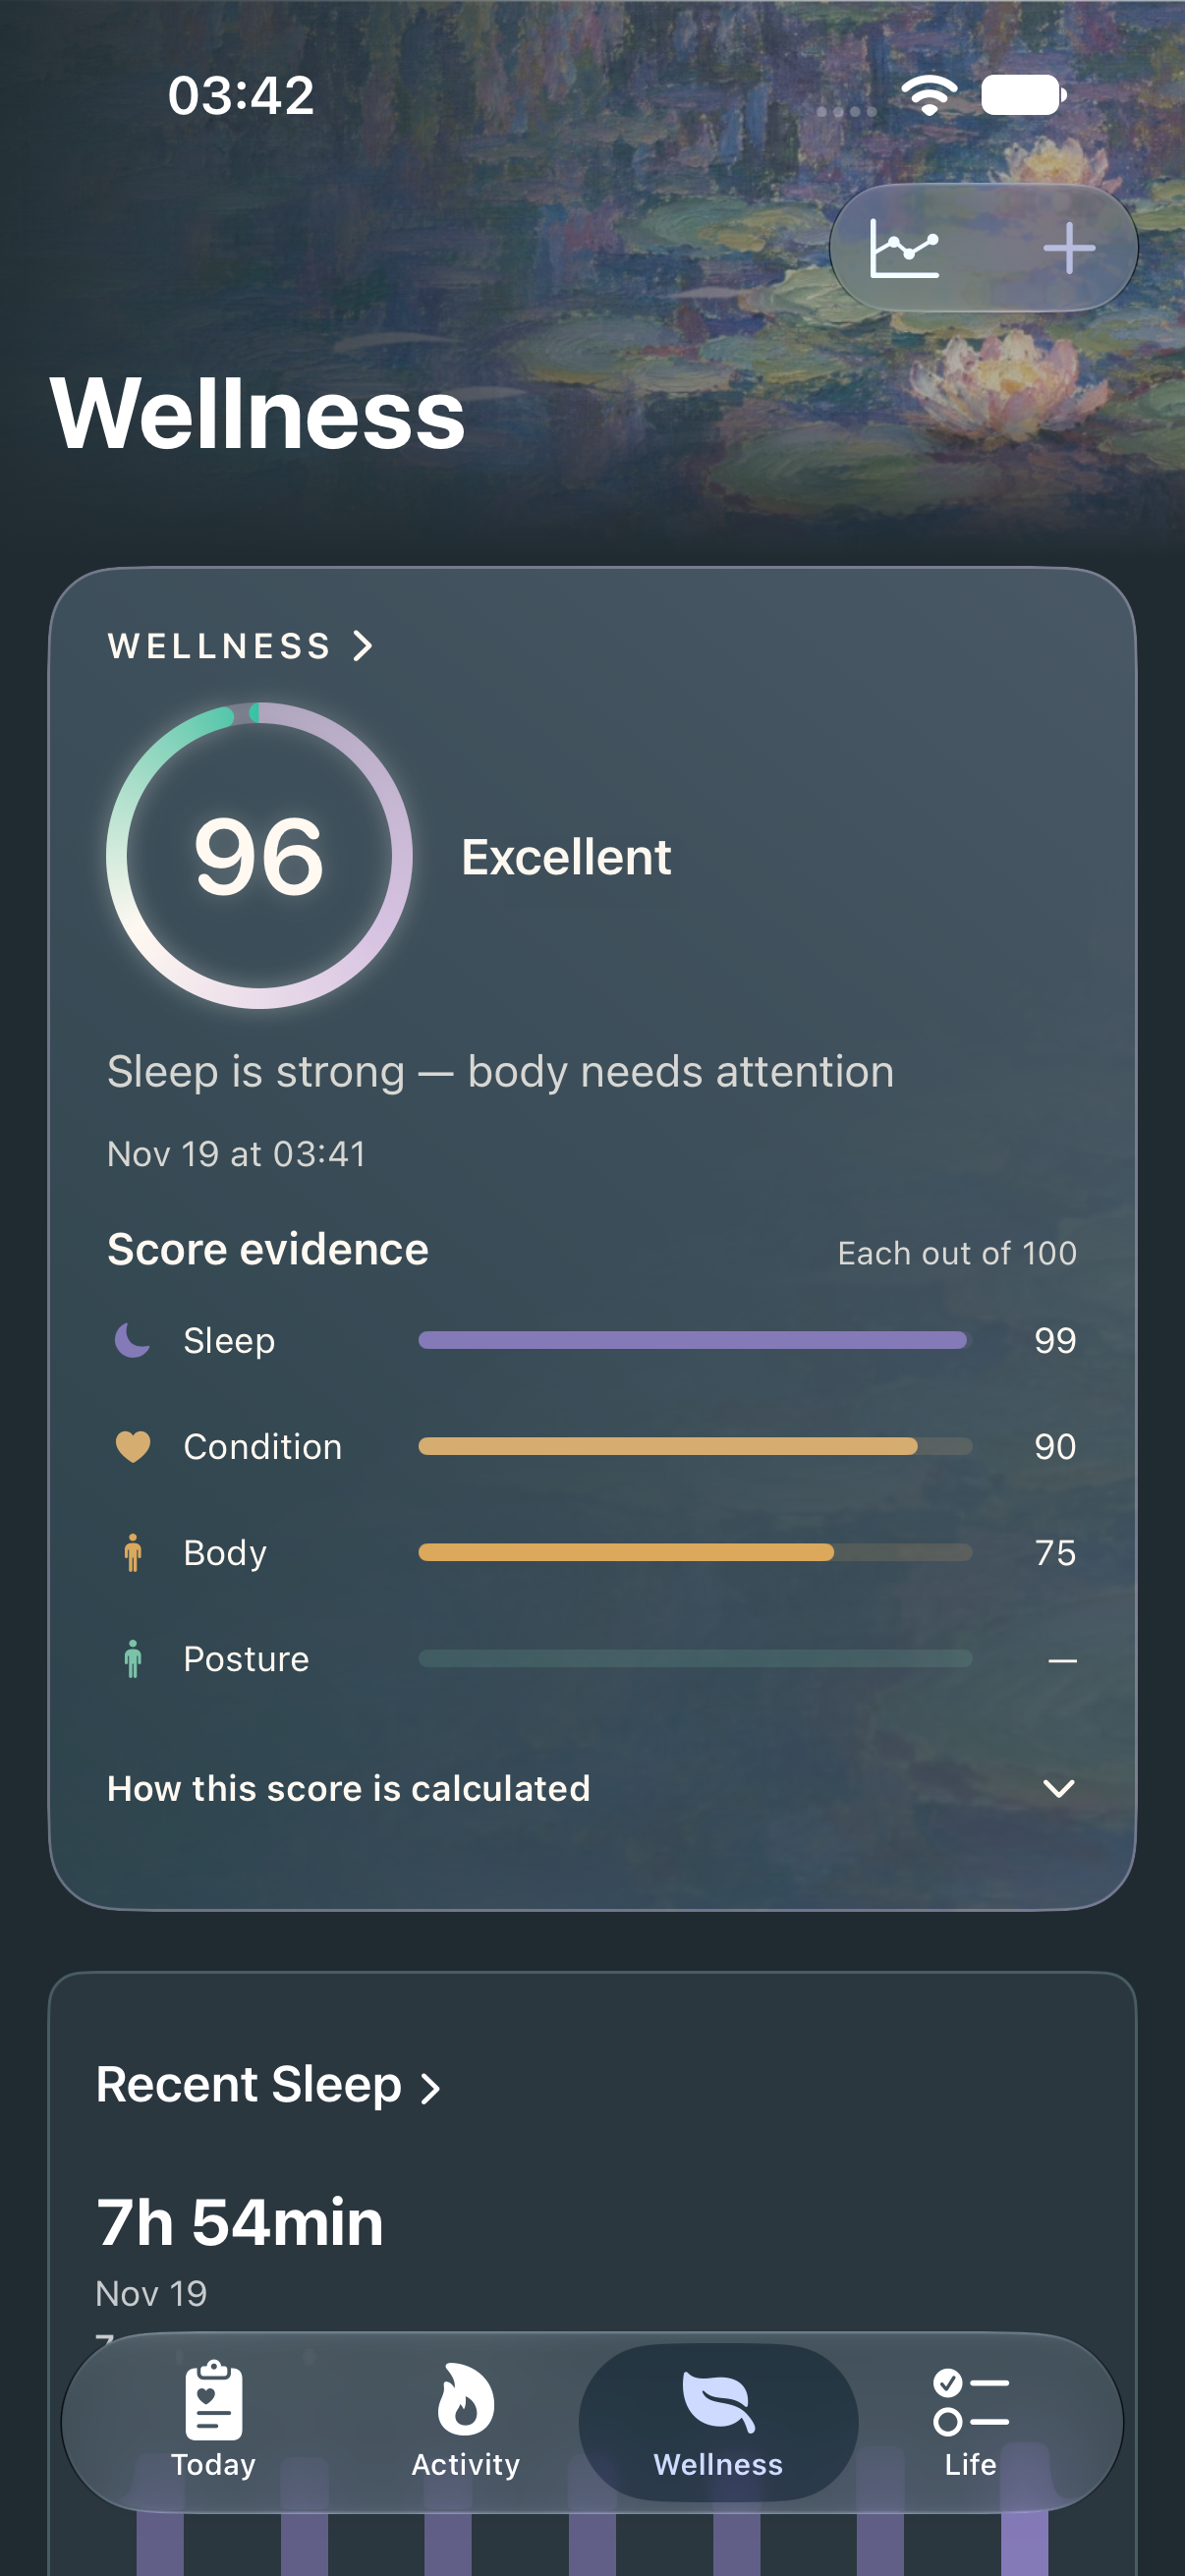 03:42
Wellness
WELLNESS
96
Excellent
Sleep is strong — body needs attention
Nov 19 at 03:41
Score evidence
Each out of 100
Sleep
99
Condition
90
Body
75
Posture
—
How this score is calculated
Recent Sleep
7h 54min
Nov 19
Today
Activity
Wellness
Life